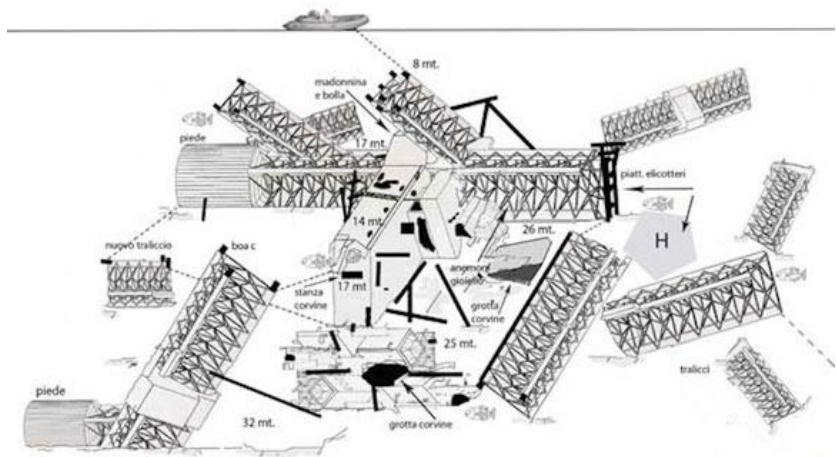 8 mt.
madonnina
e bolla
piede
17 mt.
piatt. elicotteri
14 mt.
26 mt.
H
nuovo traliccio
boa c
anemone
gioiello
17 mt
stanza
corvine
grotta
corvine
25 mt.
tralicci
piede
32 mt.
grotta corvine